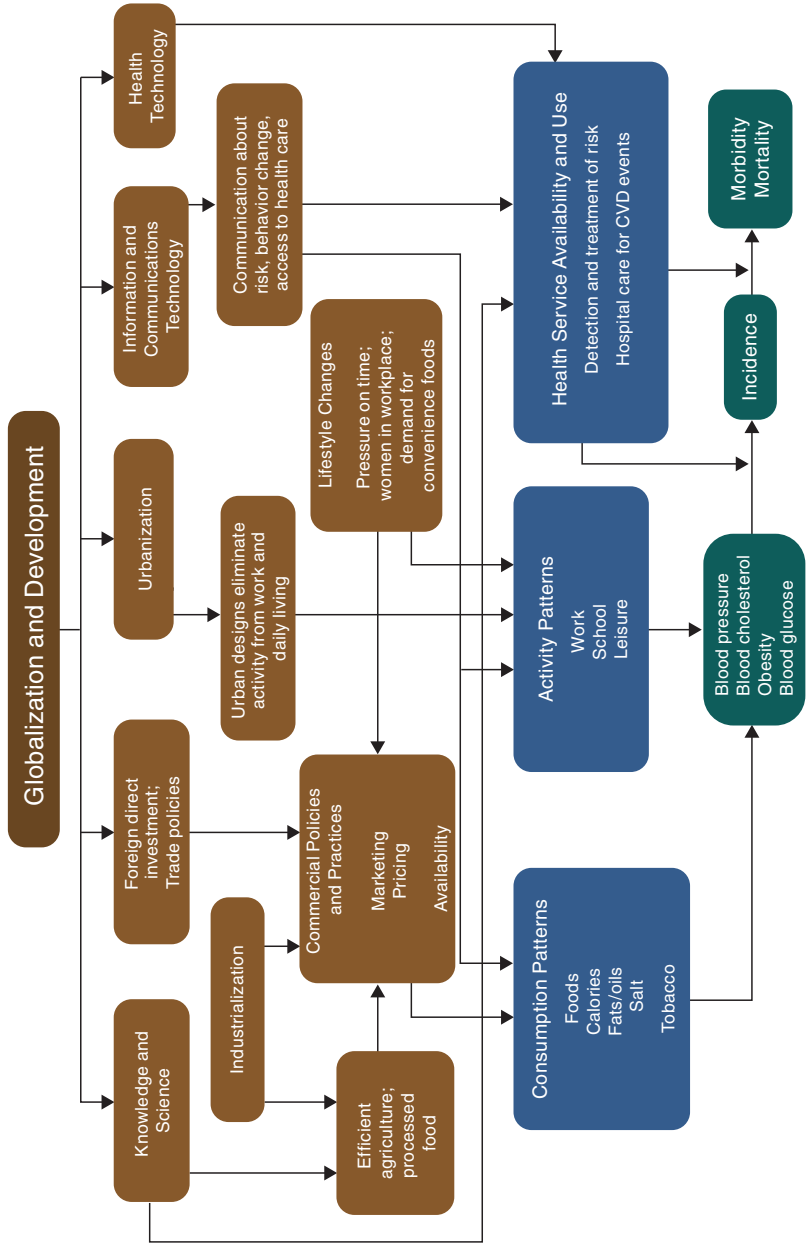 Globalization and Development
Knowledge and
Science
Foreign direct
investment;
Trade policies
Urbanization
Information and
Communications
Technology
Health
Technology
Industrialization
Urban designs eliminate
activity from work and
daily living
Communication about
risk, behavior change,
access to health care
Efficient
agriculture;
processed
food
Commercial Policies
and Practices
Marketing
Pricing
Availability
Lifestyle Changes
Pressure on time;
women in workplace;
demand for
convenience foods
Consumption Patterns
Foods
Calories
Fats/oils
Salt
Tobacco
Activity Patterns
Work
School
Leisure
Health Service Availability and Use
Detection and treatment of risk
Hospital care for CVD events
Blood pressure
Blood cholesterol
Obesity
Blood glucose
Incidence
Morbidity
Mortality